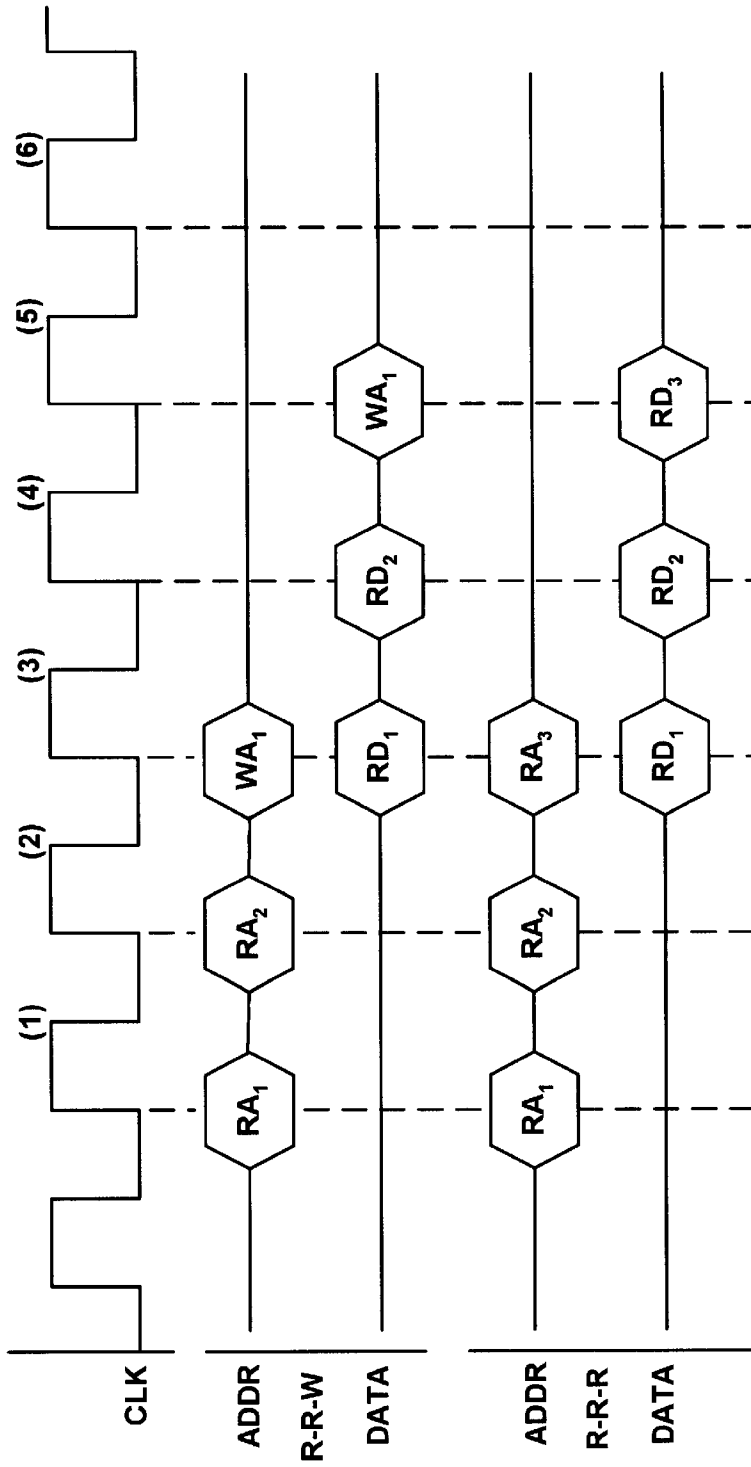 (1) (2) (3) (4) (5) (6)
CLK
ADDR RA₁ RA₂ WA₁
R-R-W
DATA RD₁ RD₂ WA₁
ADDR RA₁ RA₂ RA₃
R-R-R
DATA RD₁ RD₂ RD₃